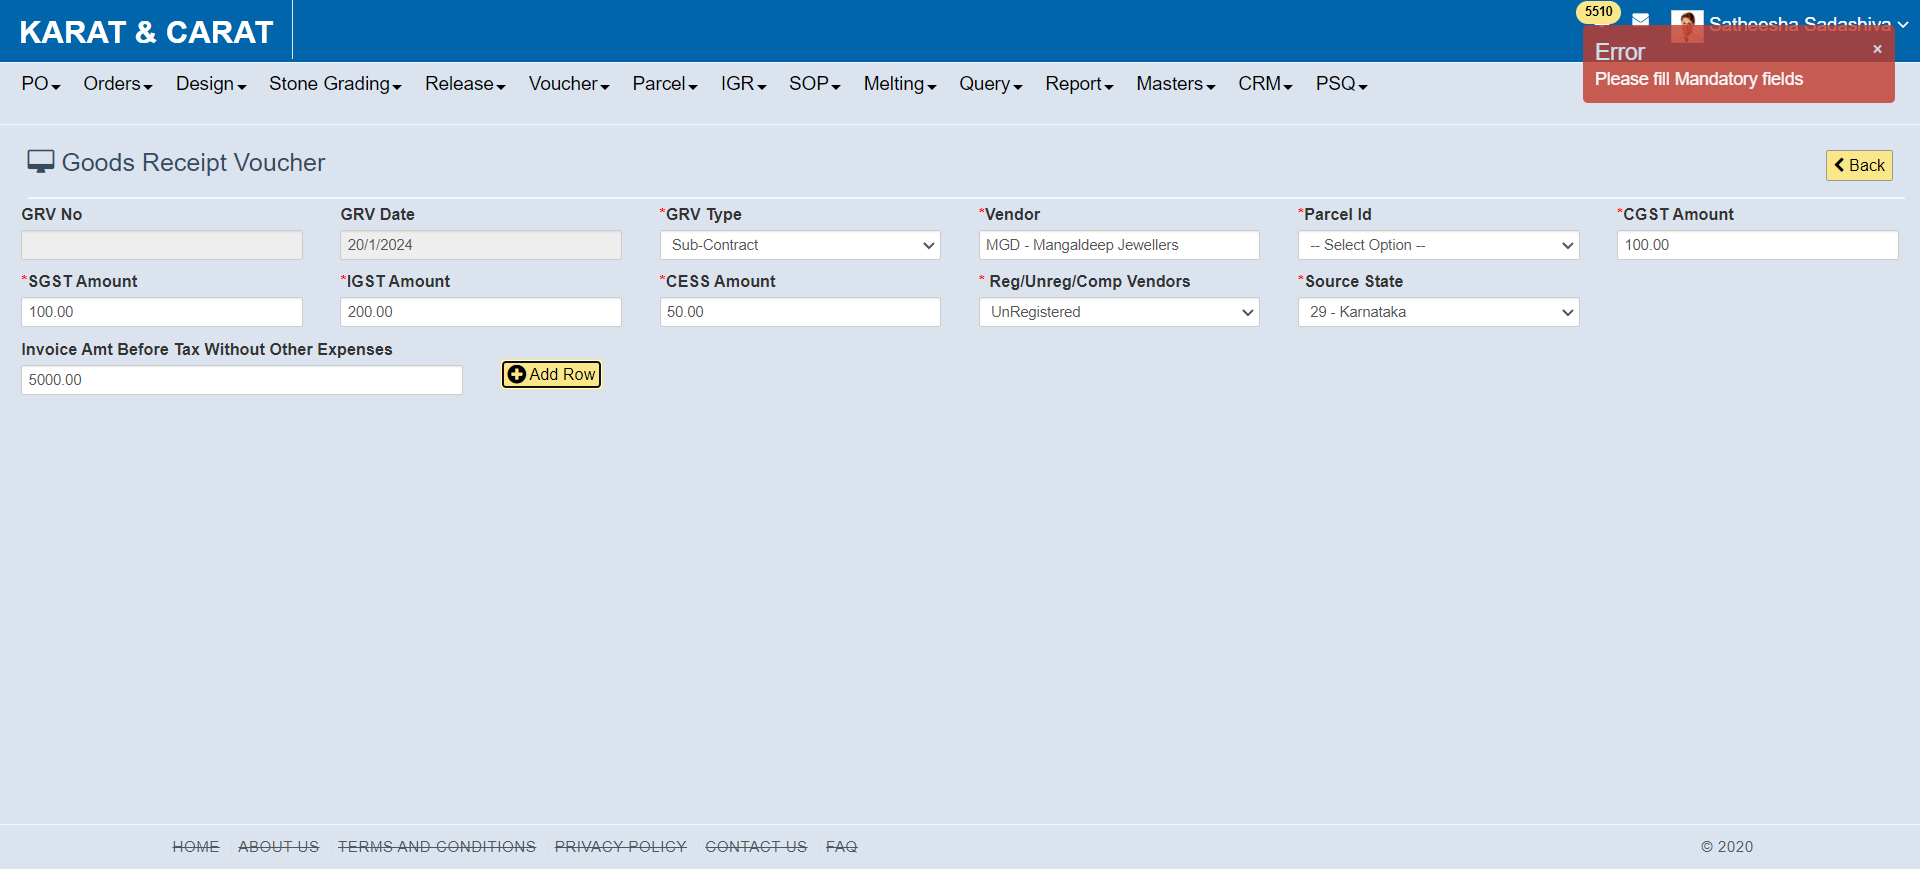 KARAT & CARAT
5510
Satheesha Sadashiva
Error
×
Please fill Mandatory fields
PO
Orders
Design
Stone Grading
Release
Voucher
Parcel
IGR
SOP
Melting
Query
Report
Masters
CRM
PSQ
Goods Receipt Voucher
Back
GRV No
GRV Date
*GRV Type
*Vendor
*Parcel Id
*CGST Amount
20/1/2024
Sub-Contract
MGD - Mangaldeep Jewellers
-- Select Option --
100.00
*SGST Amount
*IGST Amount
*CESS Amount
* Reg/Unreg/Comp Vendors
*Source State
100.00
200.00
50.00
UnRegistered
29 - Karnataka
Invoice Amt Before Tax Without Other Expenses
5000.00
Add Row
HOME
ABOUT US
TERMS AND CONDITIONS
PRIVACY POLICY
CONTACT US
FAQ
© 2020